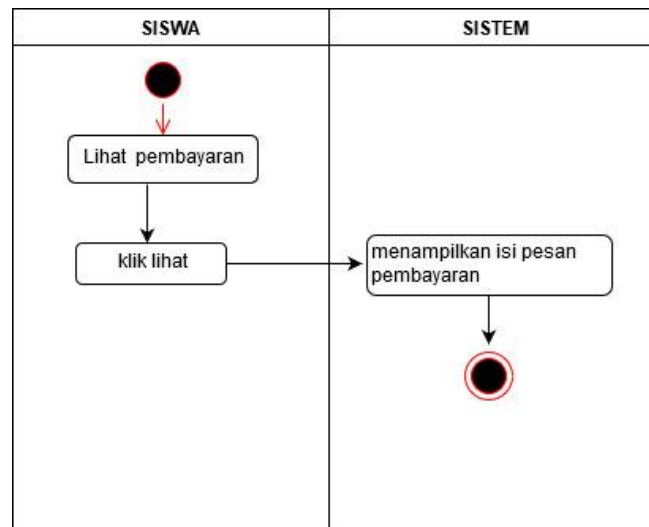 SISWA
SISTEM
Lihat pembayaran
klik lihat
menampilkan isi pesan
pembayaran